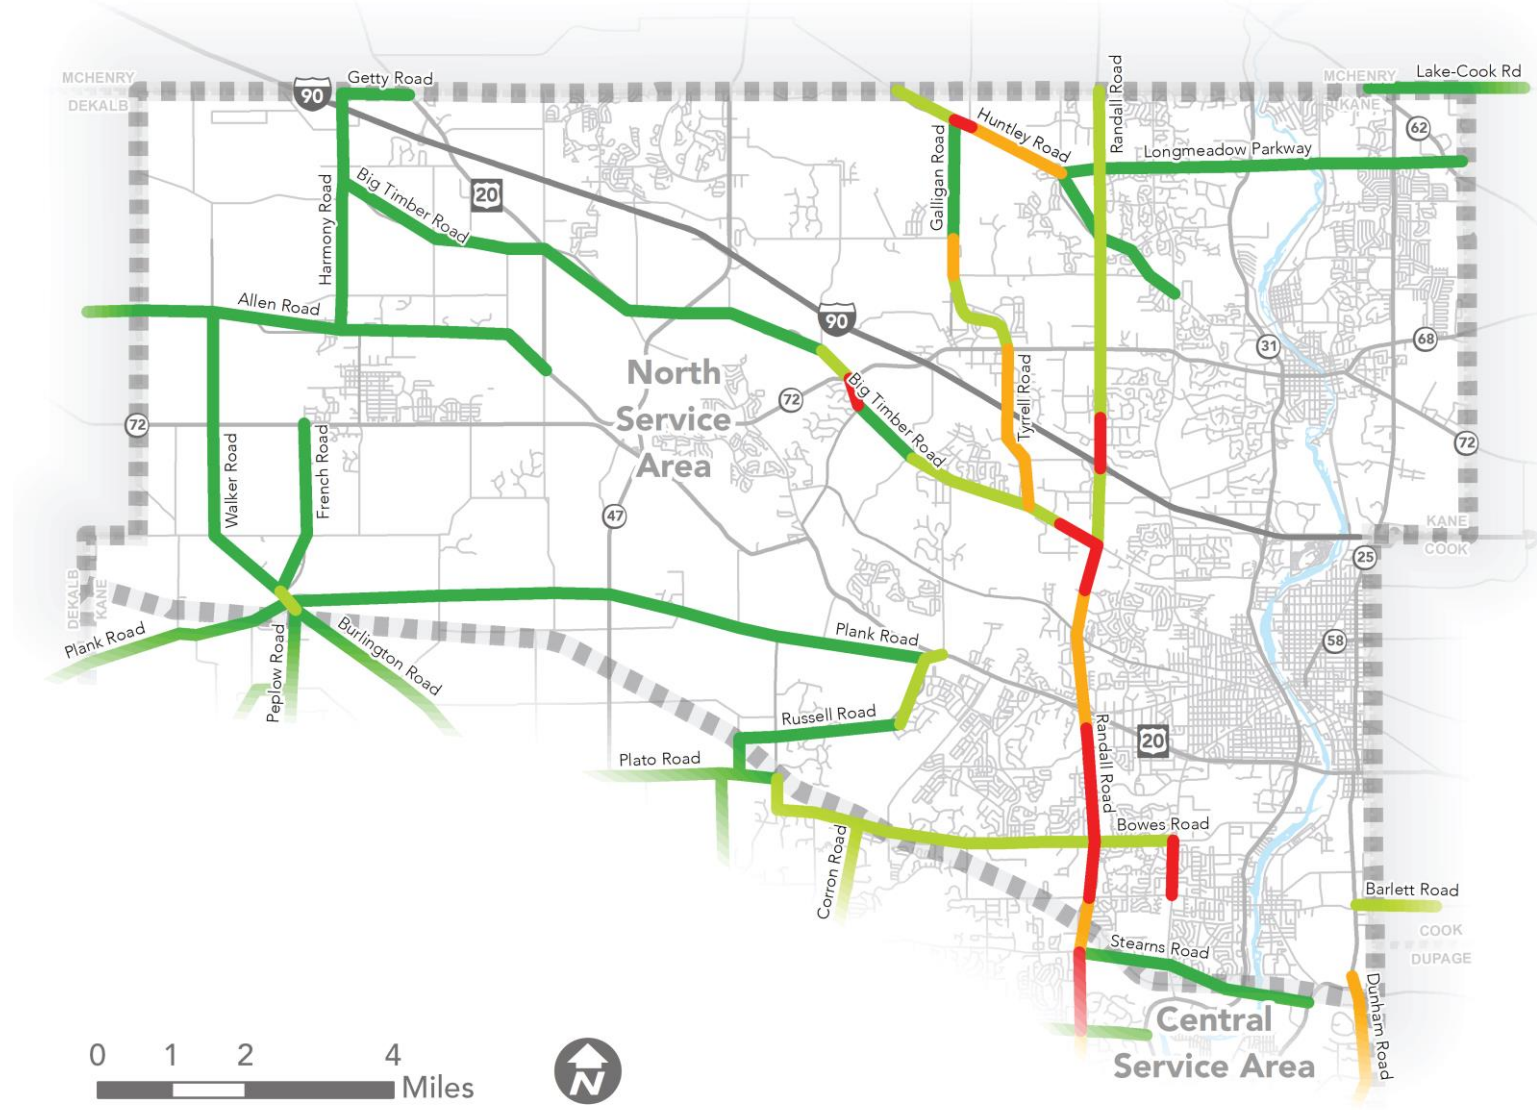 Getty Road
MCHENRY
DEKALB
90
Lake-Cook Rd
MCHENRY
KANE
Randall Road
Huntley Road
62
Longmeadow Parkway
Galligan Road
Big Timber Road
20
Harmony Road
Allen Road
90
31
68
North
Service
Area
72
Big Timber Road
Tyrrell Road
72
72
Walker Road
French Road
47
KANE
COOK
25
DEKALB
KANE
Plank Road
Peplow Road
Burlington Road
Plank Road
58
Russell Road
Randall Road
20
Plato Road
Bowes Road
Corron Road
Barlett Road
COOK
DUPAGE
Stearns Road
Dunham Road
Central
Service Area
0 1 2 4
Miles
N